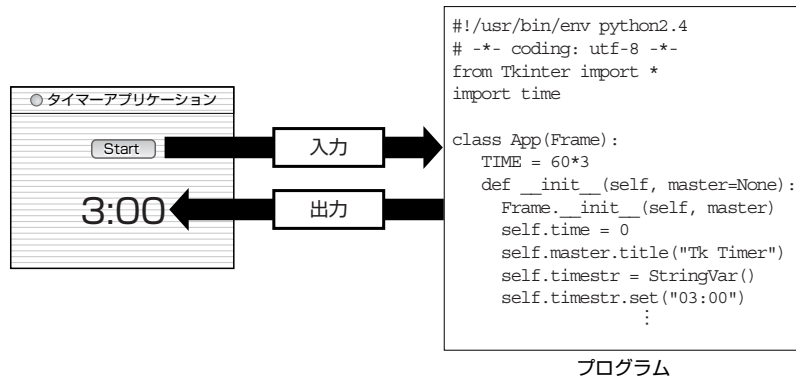 タイマーアプリケーション
Start
3:00
入力
出力
#!/usr/bin/env python2.4
# -*- coding: utf-8 -*-
from Tkinter import *
import time
class App(Frame):
TIME = 60*3
def __init__(self, master=None):
Frame.__init__(self, master)
self.time = 0
self.master.title("Tk Timer")
self.timestr = StringVar()
self.timestr.set("03:00")
⋮
プログラム